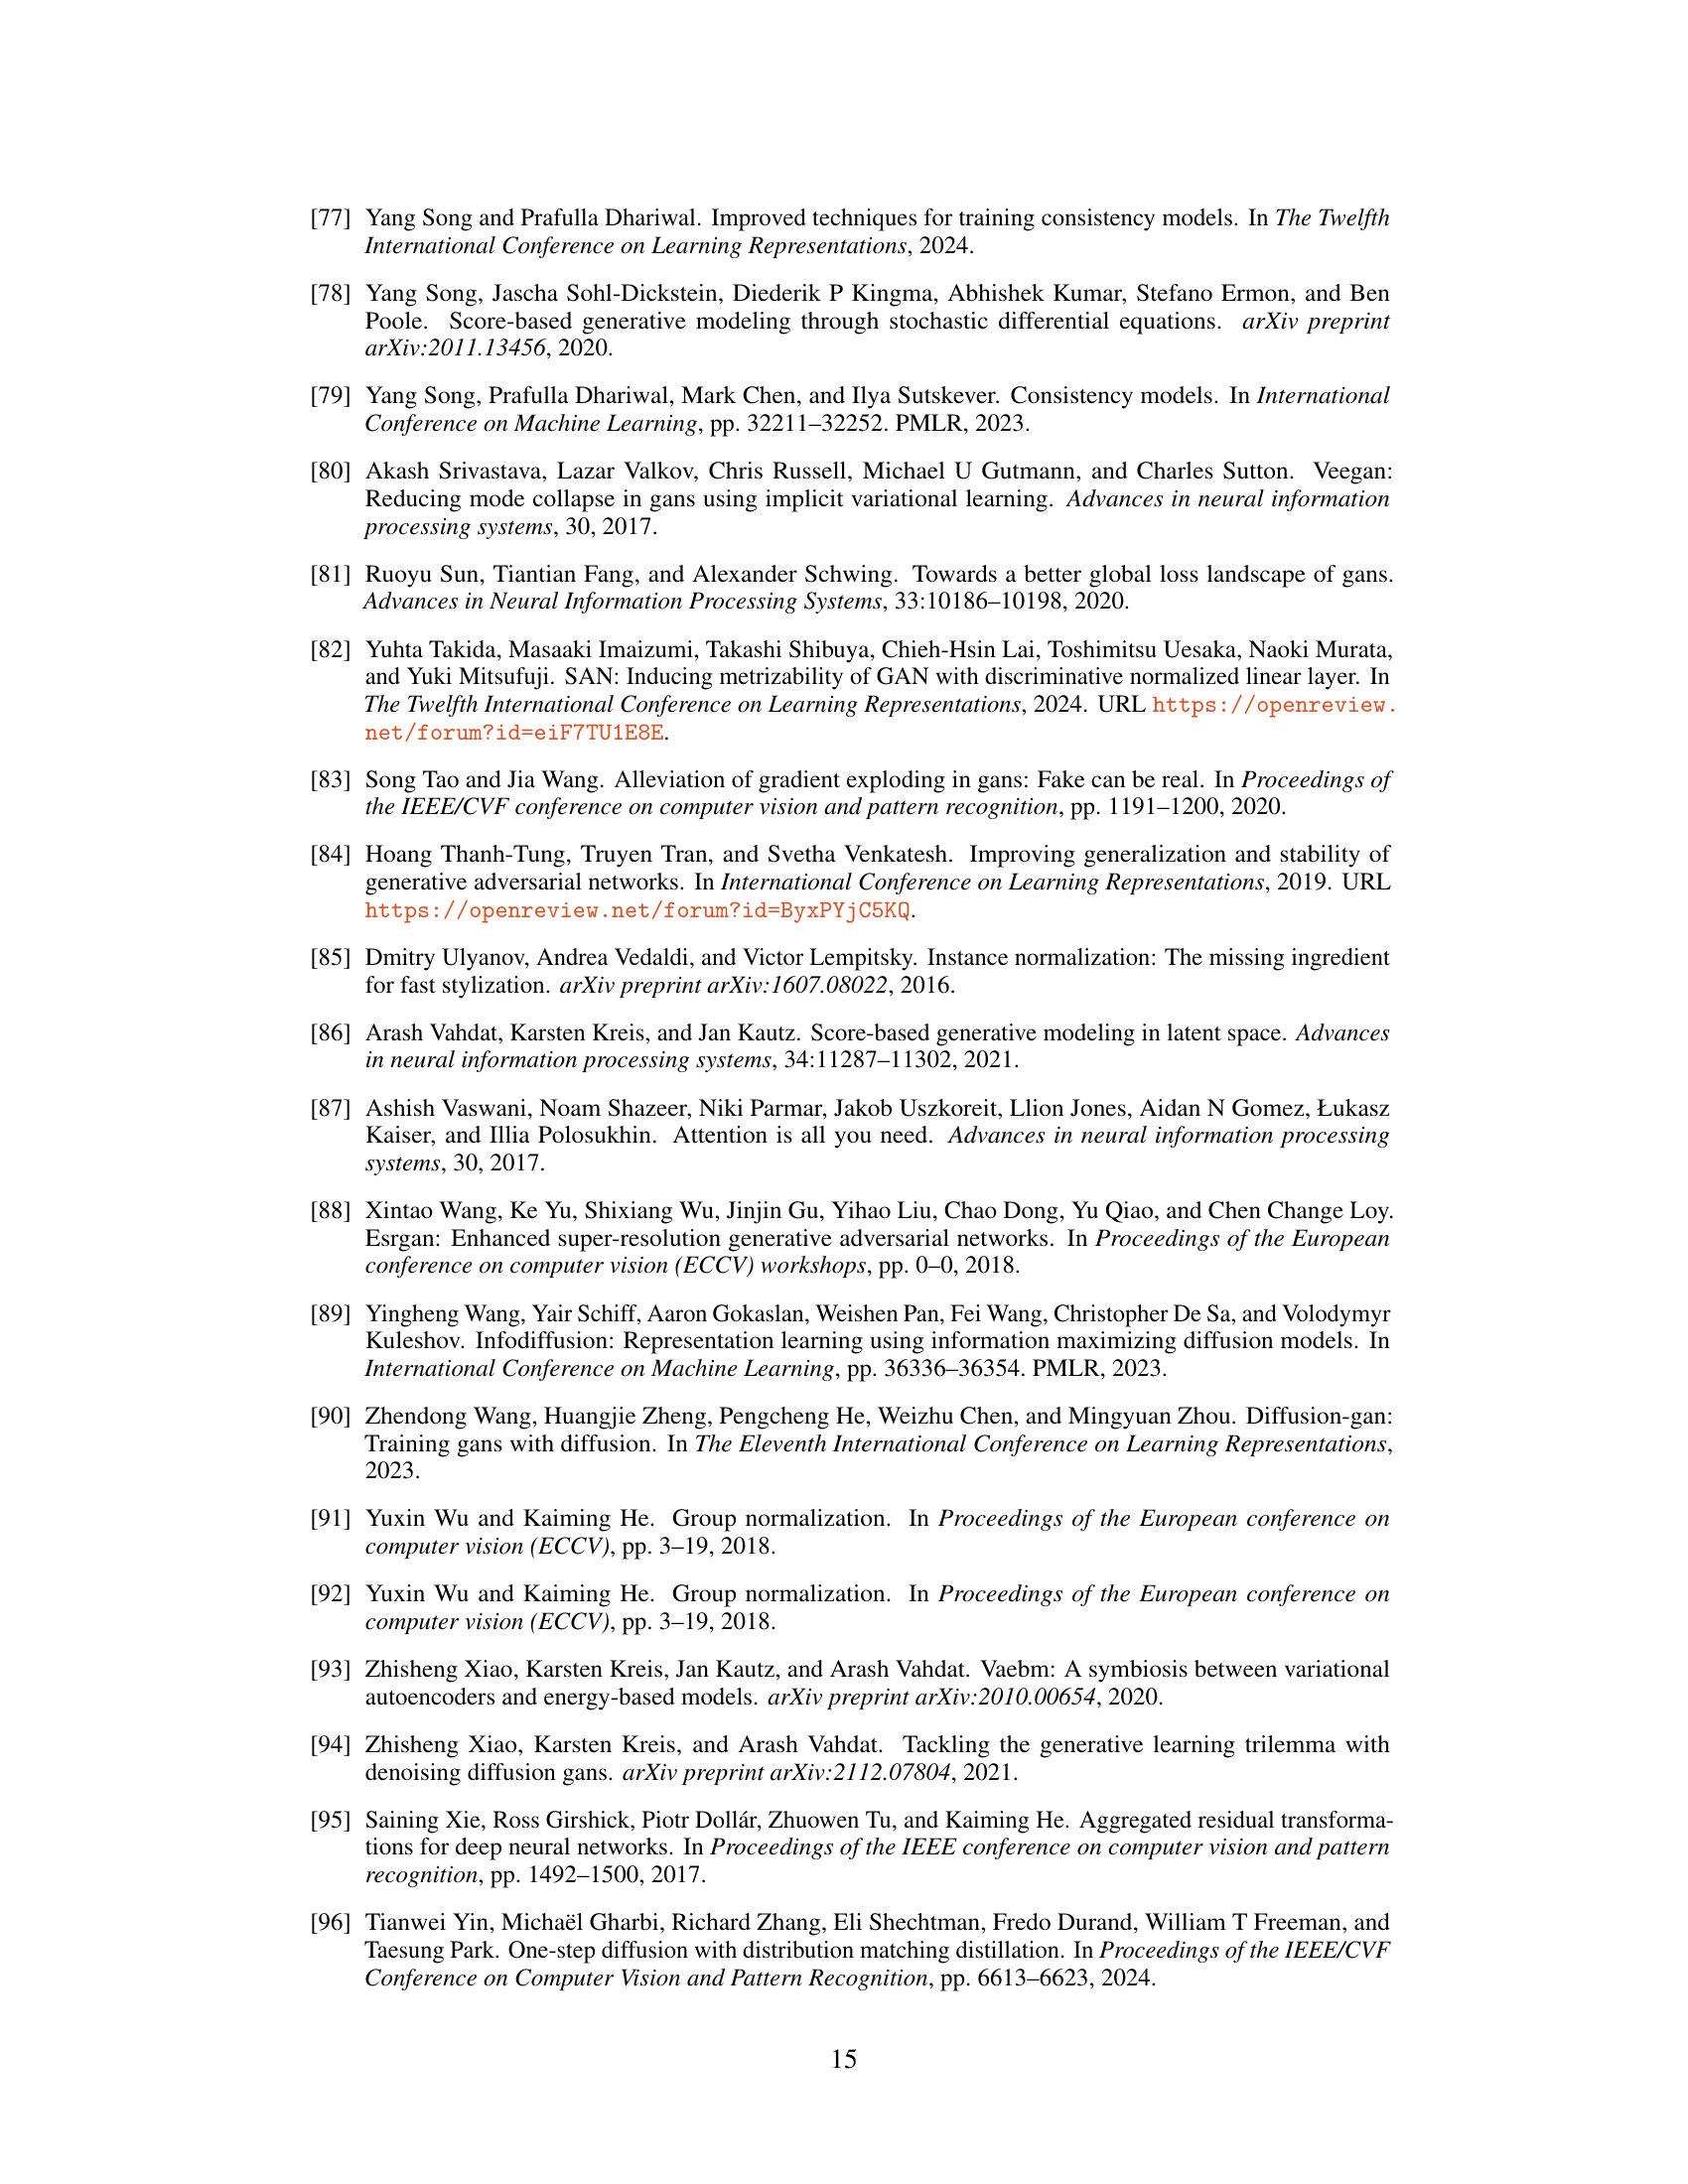 [77] Yang Song and Prafulla Dhariwal. Improved techniques for training consistency models. In The Twelfth
International Conference on Learning Representations, 2024.
[78] Yang Song, Jascha Sohl-Dickstein, Diederik P Kingma, Abhishek Kumar, Stefano Ermon, and Ben
Poole. Score-based generative modeling through stochastic differential equations. arXiv preprint
arXiv:2011.13456, 2020.
[79] Yang Song, Prafulla Dhariwal, Mark Chen, and Ilya Sutskever. Consistency models. In International
Conference on Machine Learning, pp. 32211–32252. PMLR, 2023.
[80] Akash Srivastava, Lazar Valkov, Chris Russell, Michael U Gutmann, and Charles Sutton. Veegan:
Reducing mode collapse in gans using implicit variational learning. Advances in neural information
processing systems, 30, 2017.
[81] Ruoyu Sun, Tiantian Fang, and Alexander Schwing. Towards a better global loss landscape of gans.
Advances in Neural Information Processing Systems, 33:10186–10198, 2020.
[82] Yuhta Takida, Masaaki Imaizumi, Takashi Shibuya, Chieh-Hsin Lai, Toshimitsu Uesaka, Naoki Murata,
and Yuki Mitsufuji. SAN: Inducing metrizability of GAN with discriminative normalized linear layer. In
The Twelfth International Conference on Learning Representations, 2024. URL https://openreview.
net/forum?id=eiF7TU1E8E.
[83] Song Tao and Jia Wang. Alleviation of gradient exploding in gans: Fake can be real. In Proceedings of
the IEEE/CVF conference on computer vision and pattern recognition, pp. 1191–1200, 2020.
[84] Hoang Thanh-Tung, Truyen Tran, and Svetha Venkatesh. Improving generalization and stability of
generative adversarial networks. In International Conference on Learning Representations, 2019. URL
https://openreview.net/forum?id=ByxPYjC5KQ.
[85] Dmitry Ulyanov, Andrea Vedaldi, and Victor Lempitsky. Instance normalization: The missing ingredient
for fast stylization. arXiv preprint arXiv:1607.08022, 2016.
[86] Arash Vahdat, Karsten Kreis, and Jan Kautz. Score-based generative modeling in latent space. Advances
in neural information processing systems, 34:11287–11302, 2021.
[87] Ashish Vaswani, Noam Shazeer, Niki Parmar, Jakob Uszkoreit, Llion Jones, Aidan N Gomez, Łukasz
Kaiser, and Illia Polosukhin. Attention is all you need. Advances in neural information processing
systems, 30, 2017.
[88] Xintao Wang, Ke Yu, Shixiang Wu, Jinjin Gu, Yihao Liu, Chao Dong, Yu Qiao, and Chen Change Loy.
Esrgan: Enhanced super-resolution generative adversarial networks. In Proceedings of the European
conference on computer vision (ECCV) workshops, pp. 0–0, 2018.
[89] Yingheng Wang, Yair Schiff, Aaron Gokaslan, Weishen Pan, Fei Wang, Christopher De Sa, and Volodymyr
Kuleshov. Infodiffusion: Representation learning using information maximizing diffusion models. In
International Conference on Machine Learning, pp. 36336–36354. PMLR, 2023.
[90] Zhendong Wang, Huangjie Zheng, Pengcheng He, Weizhu Chen, and Mingyuan Zhou. Diffusion-gan:
Training gans with diffusion. In The Eleventh International Conference on Learning Representations,
2023.
[91] Yuxin Wu and Kaiming He. Group normalization. In Proceedings of the European conference on
computer vision (ECCV), pp. 3–19, 2018.
[92] Yuxin Wu and Kaiming He. Group normalization. In Proceedings of the European conference on
computer vision (ECCV), pp. 3–19, 2018.
[93] Zhisheng Xiao, Karsten Kreis, Jan Kautz, and Arash Vahdat. Vaebm: A symbiosis between variational
autoencoders and energy-based models. arXiv preprint arXiv:2010.00654, 2020.
[94] Zhisheng Xiao, Karsten Kreis, and Arash Vahdat. Tackling the generative learning trilemma with
denoising diffusion gans. arXiv preprint arXiv:2112.07804, 2021.
[95] Saining Xie, Ross Girshick, Piotr Dollár, Zhuowen Tu, and Kaiming He. Aggregated residual transforma-
tions for deep neural networks. In Proceedings of the IEEE conference on computer vision and pattern
recognition, pp. 1492–1500, 2017.
[96] Tianwei Yin, Michaël Gharbi, Richard Zhang, Eli Shechtman, Fredo Durand, William T Freeman, and
Taesung Park. One-step diffusion with distribution matching distillation. In Proceedings of the IEEE/CVF
Conference on Computer Vision and Pattern Recognition, pp. 6613–6623, 2024.
15